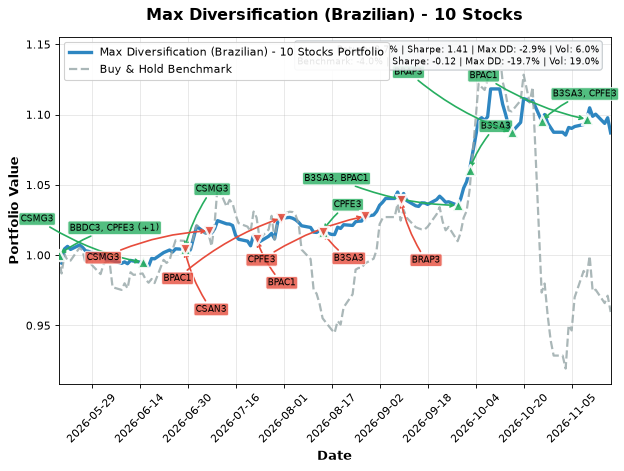 Max Diversification (Brazilian) - 10 Stocks
Max Diversification (Brazilian) - 10 Stocks Portfolio
Buy & Hold Benchmark
% | Sharpe: 1.41 | Max DD: -2.9% | Vol: 6.0%
Benchmark: -4.0% | Sharpe: -0.12 | Max DD: -19.7% | Vol: 19.0%
BRAP3
BPAC1
B3SA3, CPFE3
B3SA3
B3SA3, BPAC1
CSMG3
CPFE3
CSMG3
BBDC3, CPFE3 (+1)
CSMG3
CPFE3
B3SA3
BRAP3
BPAC1
BPAC1
CSAN3
1.15
1.10
1.05
1.00
0.95
Portfolio Value
2026-05-29
2026-06-14
2026-06-30
2026-07-16
2026-08-01
2026-08-17
2026-09-02
2026-09-18
2026-10-04
2026-10-20
2026-11-05
Date